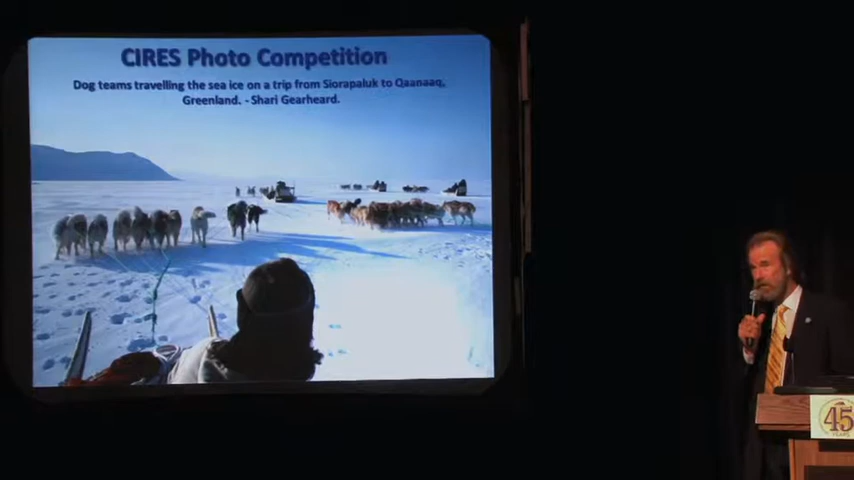 CIRES Photo Competition
Dog teams travelling the sea ice on a trip from Siorapaluk to Qaanaaq,
Greenland. - Shari Gearheard.
45
YEARS